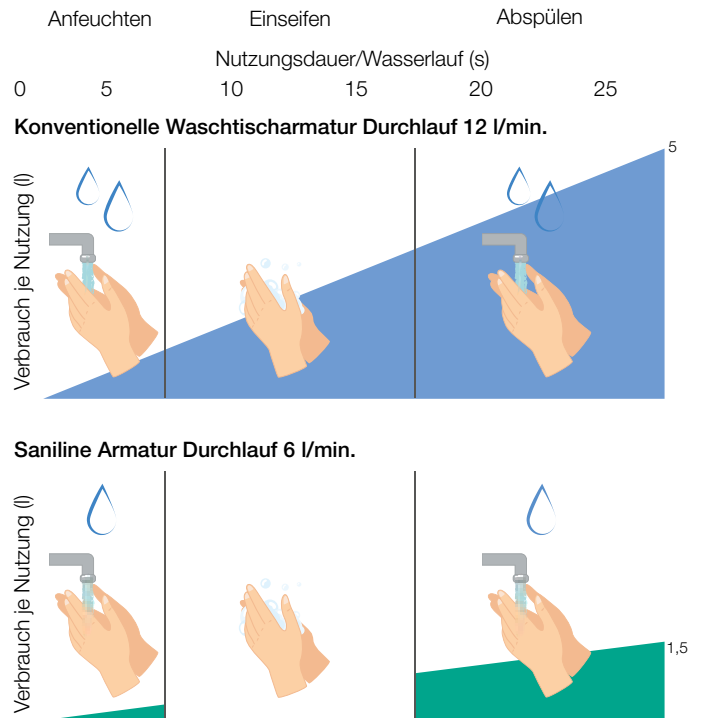 Anfeuchten Einseifen Abspülen
Nutzungsdauer/Wasserlauf (s)
0 5 10 15 20 25
Konventionelle Waschtischarmatur Durchlauf 12 l/min.
Verbrauch je Nutzung (l)
5
Saniline Armatur Durchlauf 6 l/min.
Verbrauch je Nutzung (l)
1,5